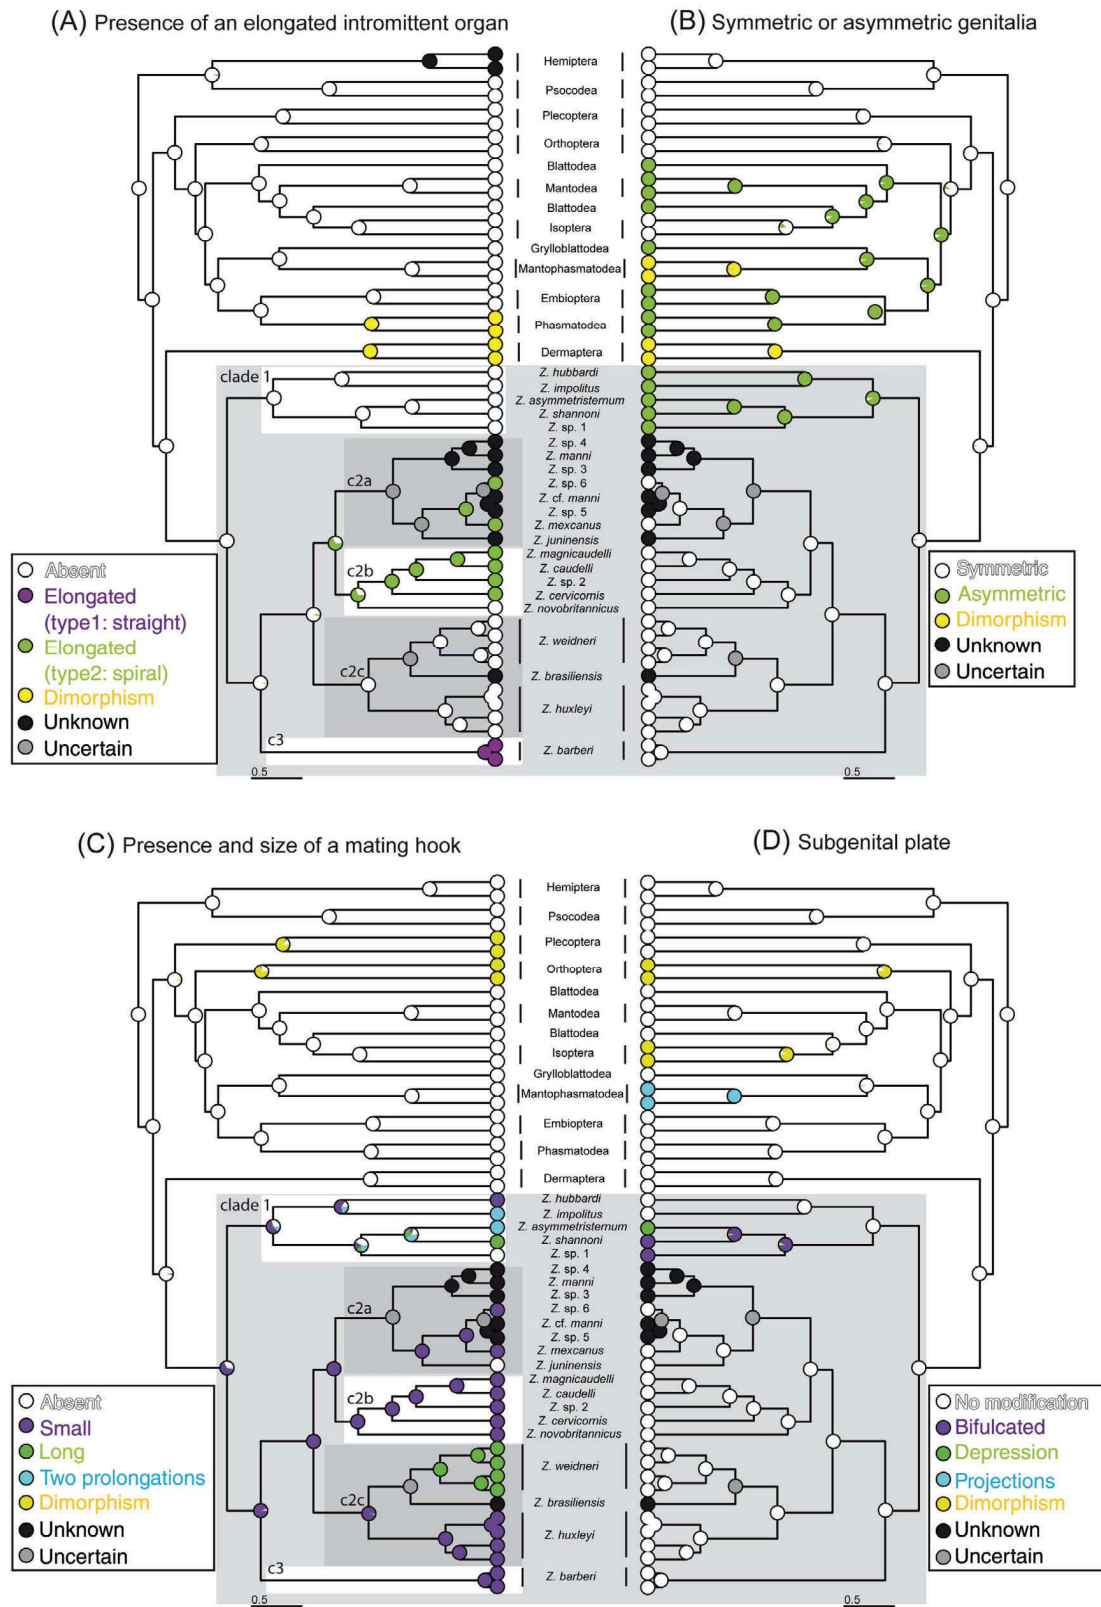 (A) Presence of an elongated intromittent organ
(B) Symmetric or asymmetric genitalia
Hemiptera
Psocodea
Plecoptera
Orthoptera
Blattodea
Mantodea
Blattodea
Isoptera
Grylloblattodea
Mantophasmatodea
Embioptera
Phasmatodea
Dermaptera
clade 1
Z. hubbardi
Z. impolitus
Z. asymmetristernum
Z. shannoni
Z. sp. 1
Z. sp. 4
Z. manni
Z. sp. 3
c2a
Z. sp. 6
Z. cf. manni
Z. sp. 5
Z. mexcanus
Z. juninensis
Z. magnicaudelli
c2b
Z. caudelli
Z. sp. 2
Z. cervicornis
Z. novobritannicus
Z. weidneri
c2c
Z. brasiliensis
Z. huxleyi
c3
Z. barberi
0.5
0.5
Absent
Elongated
(type1: straight)
Elongated
(type2: spiral)
Dimorphism
Unknown
Uncertain
Symmetric
Asymmetric
Dimorphism
Unknown
Uncertain
(C) Presence and size of a mating hook
(D) Subgenital plate
Hemiptera
Psocodea
Plecoptera
Orthoptera
Blattodea
Mantodea
Blattodea
Isoptera
Grylloblattodea
Mantophasmatodea
Embioptera
Phasmatodea
Dermaptera
clade 1
Z. hubbardi
Z. impolitus
Z. asymmetristernum
Z. shannoni
Z. sp. 1
Z. sp. 4
Z. manni
Z. sp. 3
c2a
Z. sp. 6
Z. cf. manni
Z. sp. 5
Z. mexcanus
Z. juninensis
Z. magnicaudelli
c2b
Z. caudelli
Z. sp. 2
Z. cervicornis
Z. novobritannicus
Z. weidneri
c2c
Z. brasiliensis
Z. huxleyi
c3
Z. barberi
0.5
0.5
Absent
Small
Long
Two prolongations
Dimorphism
Unknown
Uncertain
No modification
Bifulcated
Depression
Projections
Dimorphism
Unknown
Uncertain